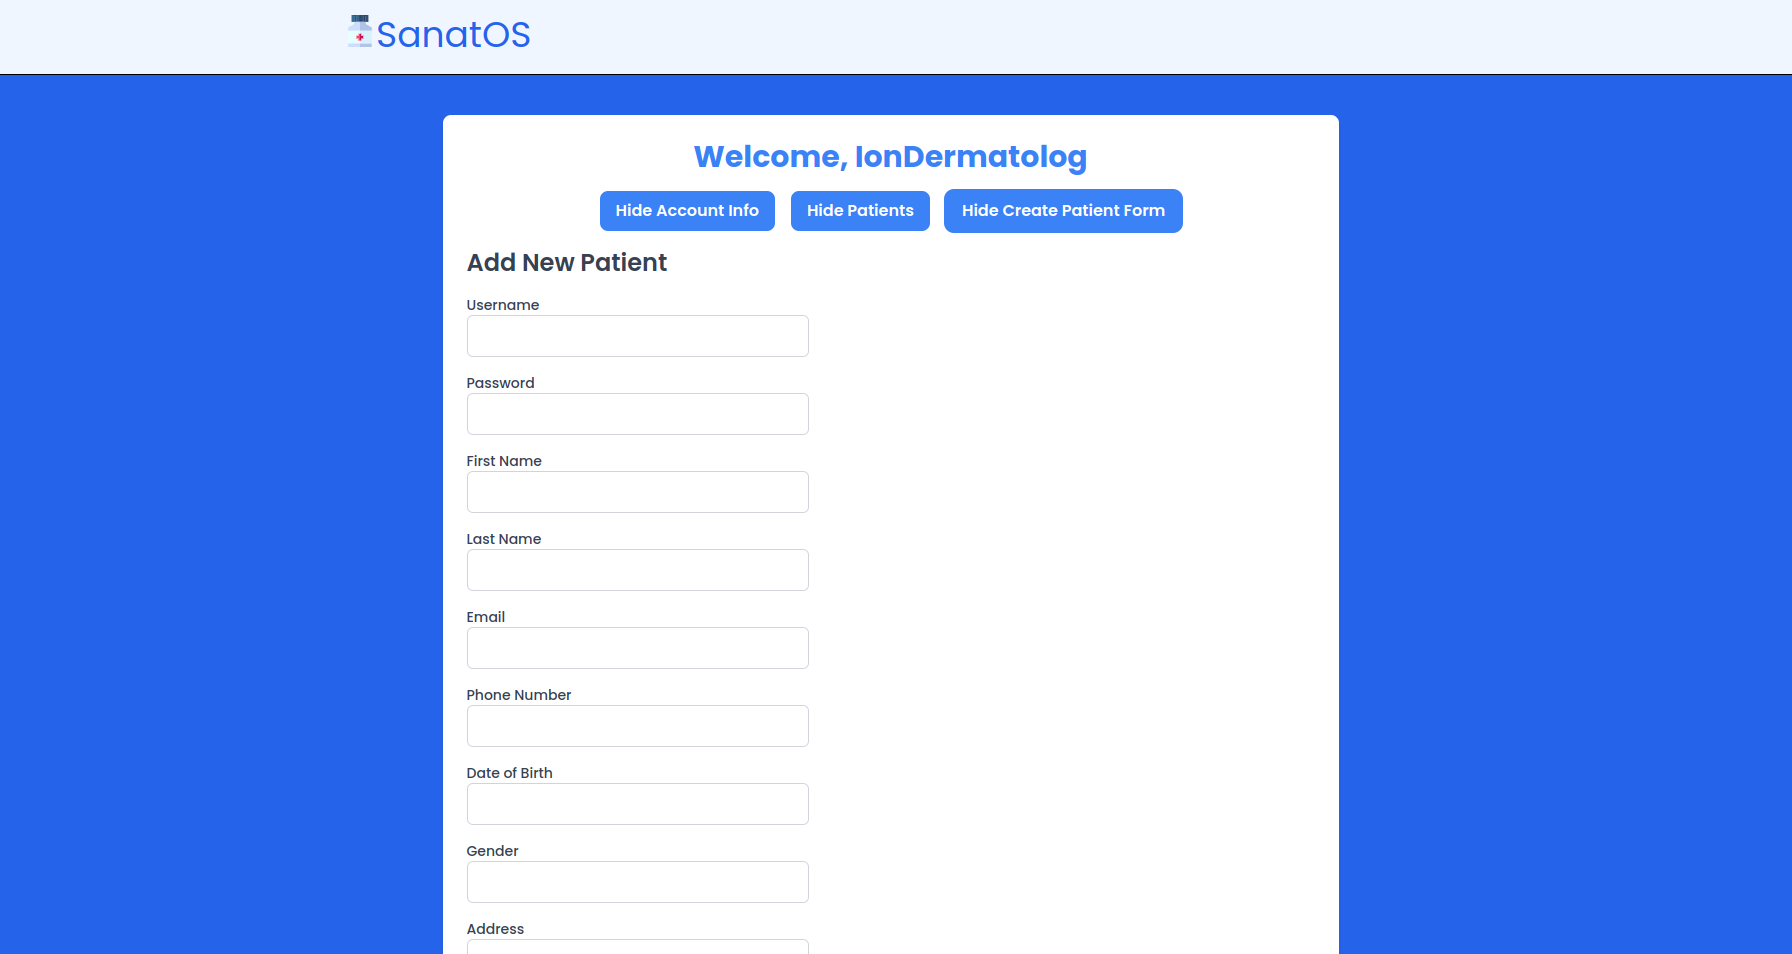 SanatOS
Welcome, IonDermatolog
Hide Account Info Hide Patients Hide Create Patient Form
Add New Patient
Username
Password
First Name
Last Name
Email
Phone Number
Date of Birth
Gender
Address